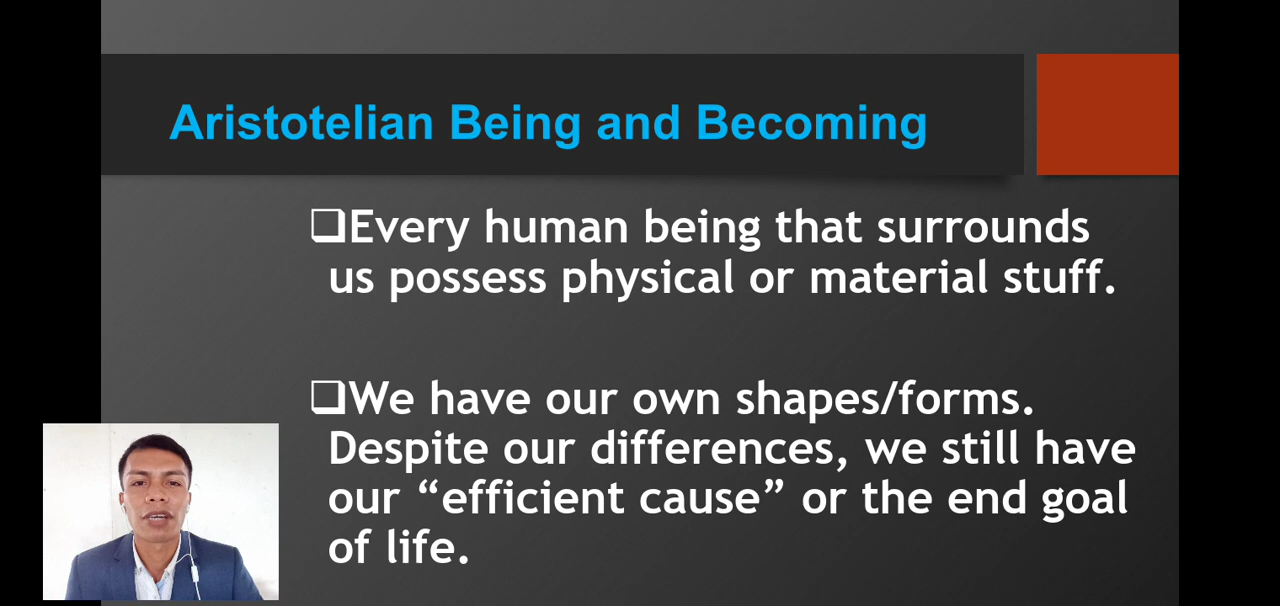 Aristotelian Being and Becoming
❑Every human being that surrounds
us possess physical or material stuff.
❑We have our own shapes/forms.
Despite our differences, we still have
our “efficient cause” or the end goal
of life.